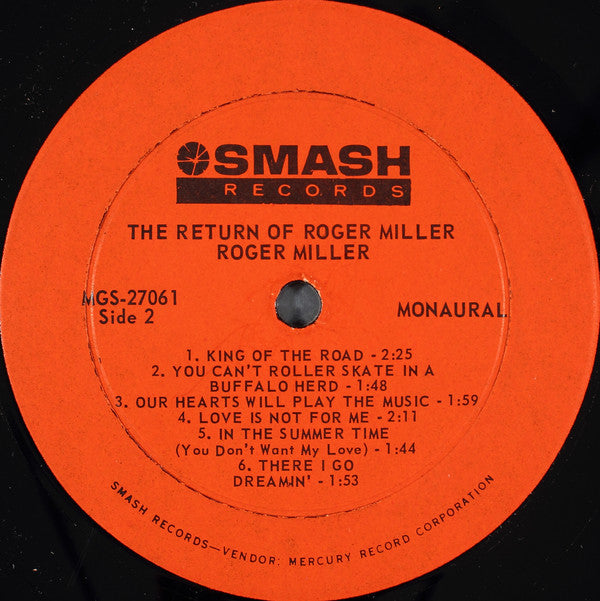 SMASH
RECORDS
THE RETURN OF ROGER MILLER
ROGER MILLER
MGS-27061
Side 2
MONAURAL
1. KING OF THE ROAD - 2:25
2. YOU CAN'T ROLLER SKATE IN A
BUFFALO HERD - 1:48
3. OUR HEARTS WILL PLAY THE MUSIC - 1:59
4. LOVE IS NOT FOR ME - 2:11
5. IN THE SUMMER TIME
(You Don't Want My Love) - 1:44
6. THERE I GO
DREAMIN' - 1:53
SMASH RECORDS—VENDOR: MERCURY RECORD CORPORATION